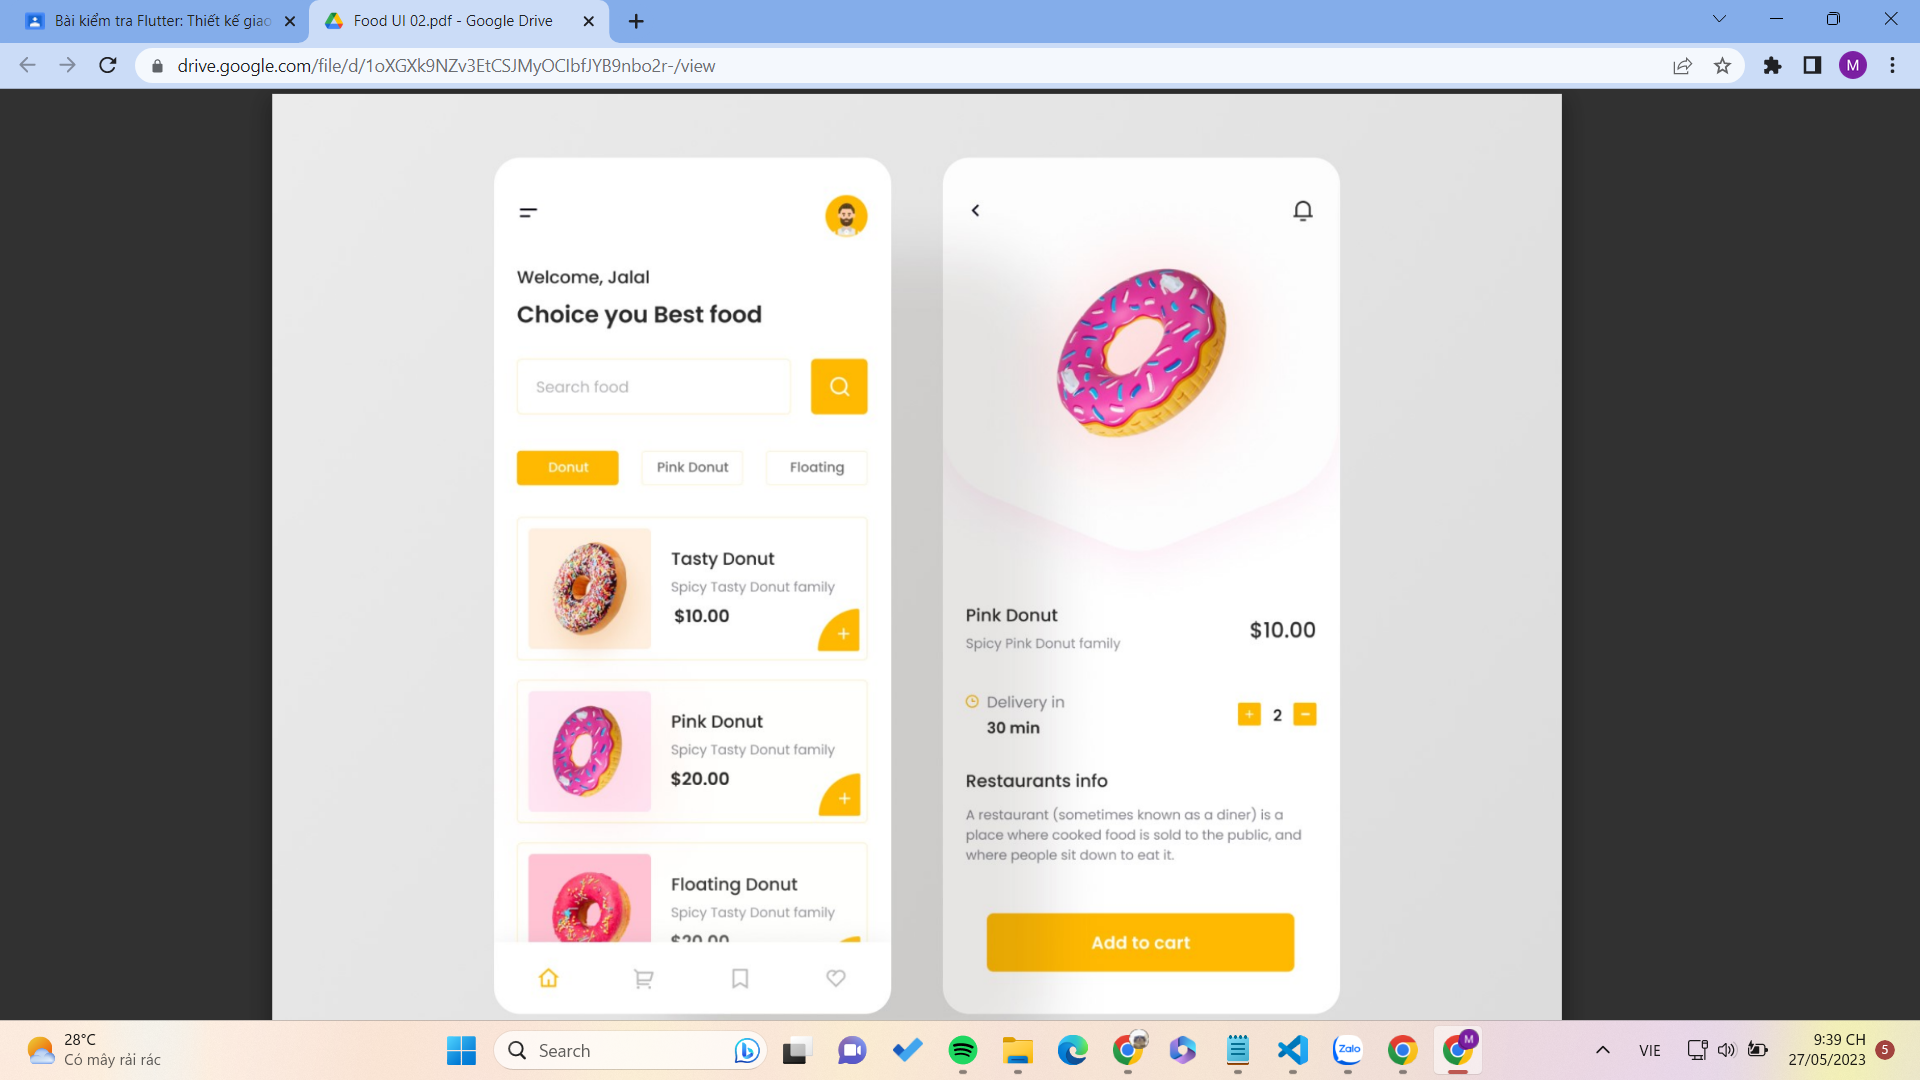 Bài kiểm tra Flutter: Thiết kế giao
Food UI 02.pdf - Google Drive
drive.google.com/file/d/1oXGXk9NZv3EtCSJMyOCIbfJYB9nbo2r-/view
M
Welcome, Jalal
Choice you Best food
Search food
Donut
Pink Donut
Floating
Tasty Donut
Spicy Tasty Donut family
$10.00
+
Pink Donut
Spicy Tasty Donut family
$20.00
+
Floating Donut
Spicy Tasty Donut family
$20.00
Pink Donut
Spicy Pink Donut family
$10.00
Delivery in
30 min
+ 2 -
Restaurants info
A restaurant (sometimes known as a diner) is a
place where cooked food is sold to the public, and
where people sit down to eat it.
Add to cart
28°C
Có mây rải rác
Search
Zalo
M
VIE
9:39 CH
27/05/2023
5